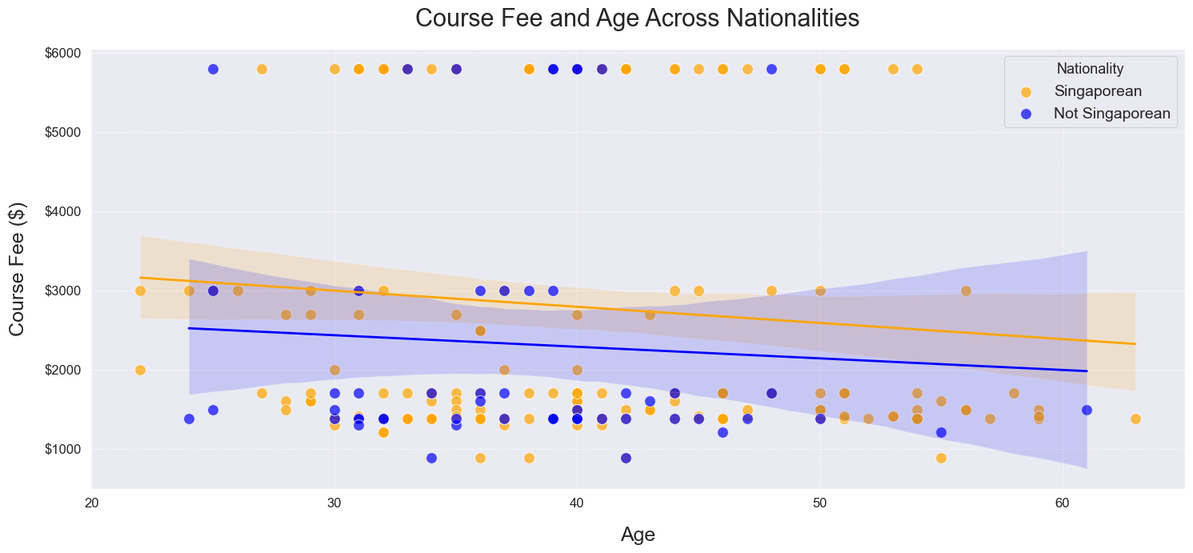 Course Fee and Age Across Nationalities
Course Fee ($)
$6000
$5000
$4000
$3000
$2000
$1000
Nationality
Singaporean
Not Singaporean
20 30 40 50 60
Age